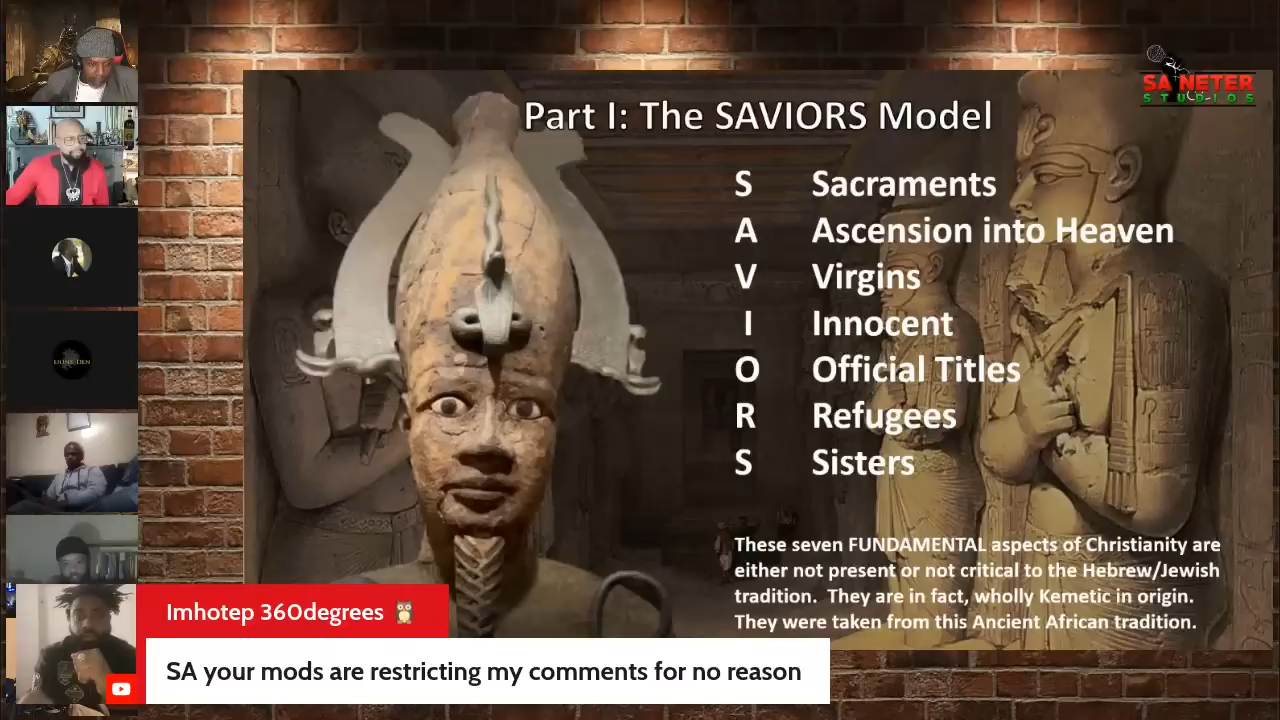 SA NETER
STUDIOS
Part I: The SAVIORS Model
S Sacraments
A Ascension into Heaven
V Virgins
I Innocent
O Official Titles
R Refugees
S Sisters
These seven FUNDAMENTAL aspects of Christianity are
either not present or not critical to the Hebrew/Jewish
tradition. They are in fact, wholly Kemetic in origin.
They were taken from this Ancient African tradition.
LIONS DEN
Imhotep 360degrees
SA your mods are restricting my comments for no reason